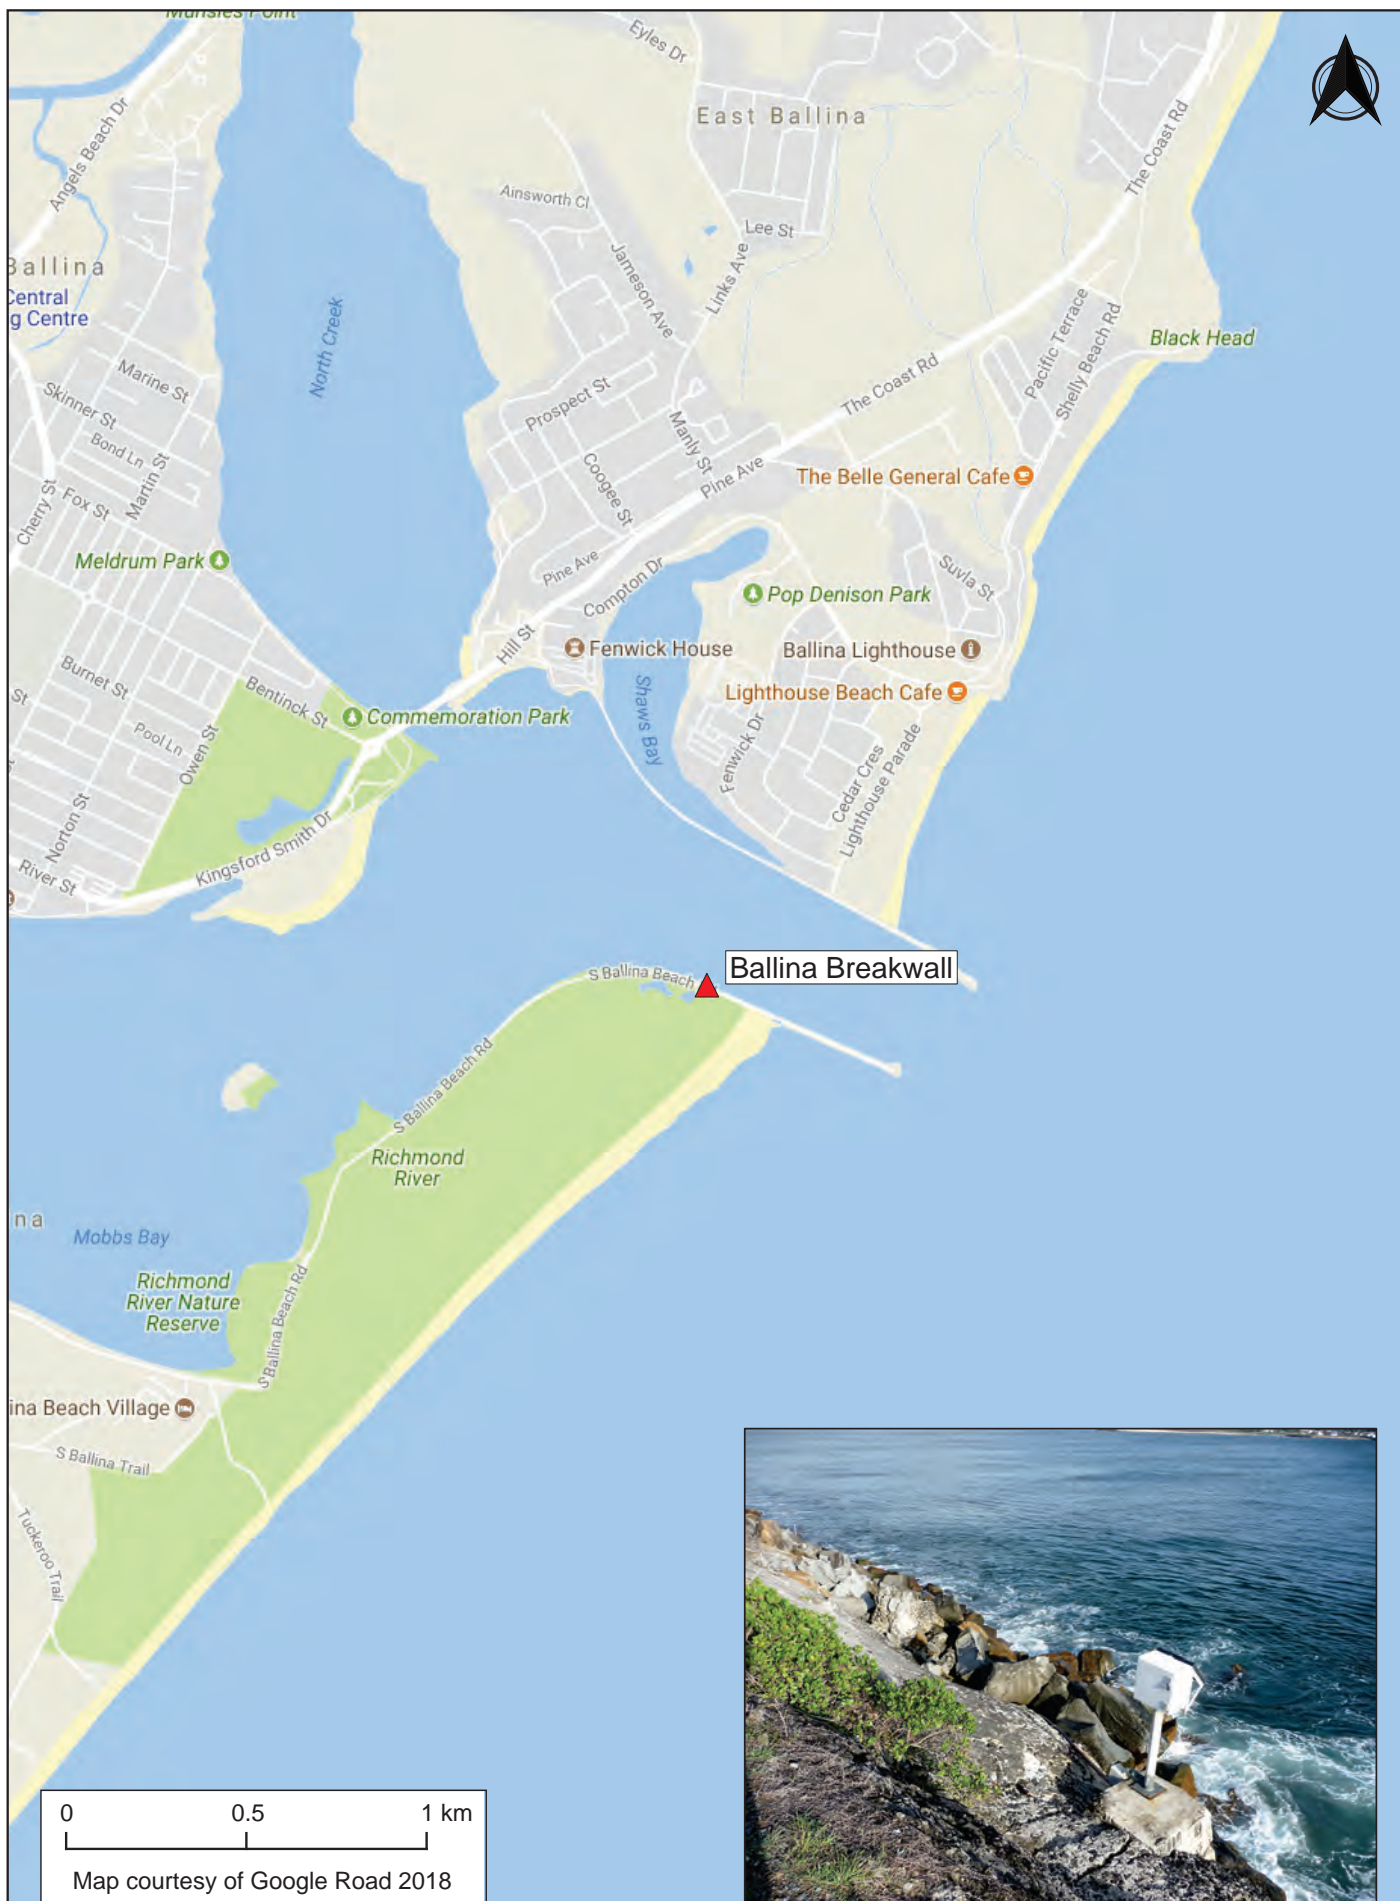 Munsies Point
Eyles Dr
East Ballina
Angels Beach Dr
The Coast Rd
Ainsworth Cl
Lee St
Jameson Ave
Links Ave
Ballina
Central
g Centre
North Creek
Pacific Terrace
Shelly Beach Rd
Black Head
Marine St
Skinner St
Bond Ln
Martin St
Prospect St
The Coast Rd
Manly St
Coogee St
Pine Ave
The Belle General Cafe
Cherry St
Fox St
Meldrum Park
Pine Ave
Compton Dr
Suvla St
Pop Denison Park
Hill St
Fenwick House
Ballina Lighthouse
Burnet St
St
Bentinck St
Shaws Bay
Lighthouse Beach Cafe
Commemoration Park
Pool Ln
Owen St
Fenwick Dr
Cedar Cres
Lighthouse Parade
Norton St
Kingsford Smith Dr
River St
S Ballina Beach
Ballina Breakwall
S Ballina Beach Rd
Richmond
River
na
Mobbs Bay
Richmond
River Nature
Reserve
S Ballina Beach Rd
ina Beach Village
S Ballina Trail
Tuckeroo Trail
0 0.5 1 km
Map courtesy of Google Road 2018